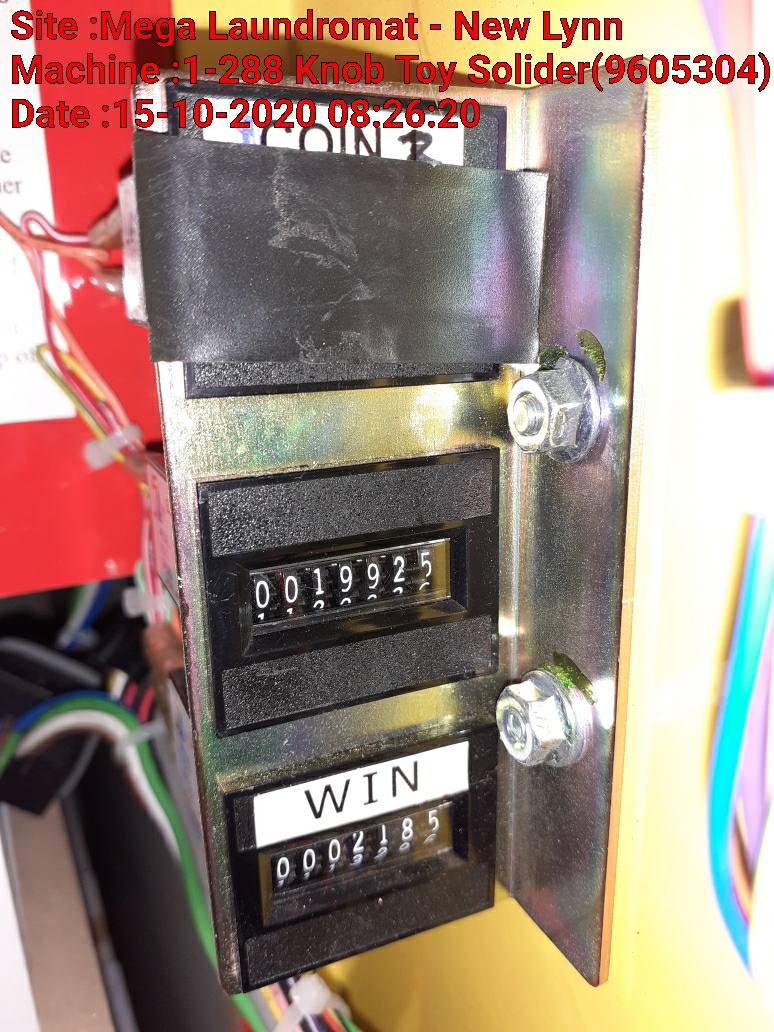 Site :Mega Laundromat - New Lynn
Machine :1-288 Knob Toy Solider(9605304)
Date :15-10-2020 08:26:20
COIN R
0019925
WIN
0002185